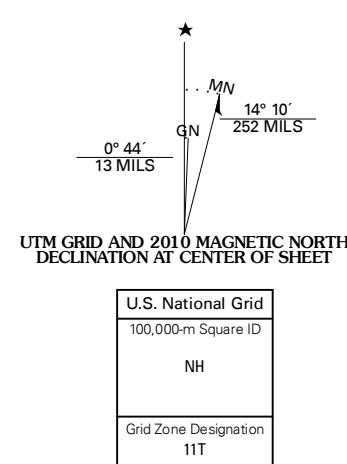 MN
GN
14° 10´
252 MILS
0° 44´
13 MILS
UTM GRID AND 2010 MAGNETIC NORTH
DECLINATION AT CENTER OF SHEET
U.S. National Grid
100,000-m Square ID
NH
Grid Zone Designation
11T